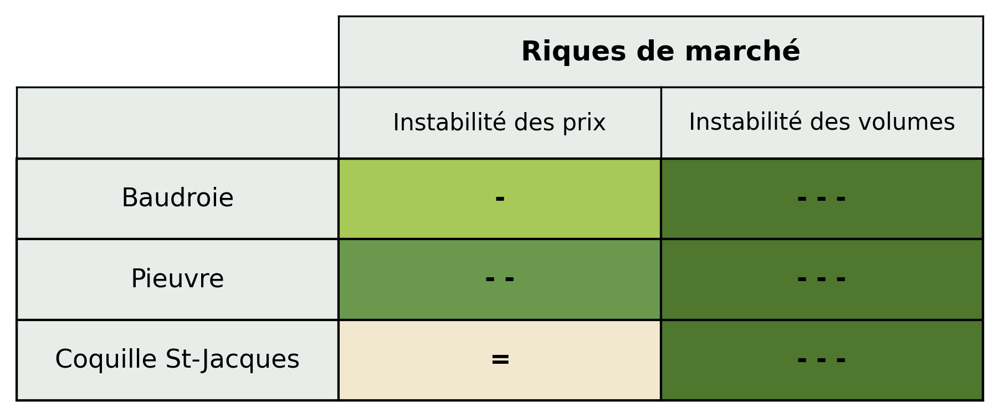 Riques de marché
Instabilité des prix
Instabilité des volumes
Baudroie
-
- - -
Pieuvre
- -
- - -
Coquille St-Jacques
=
- - -